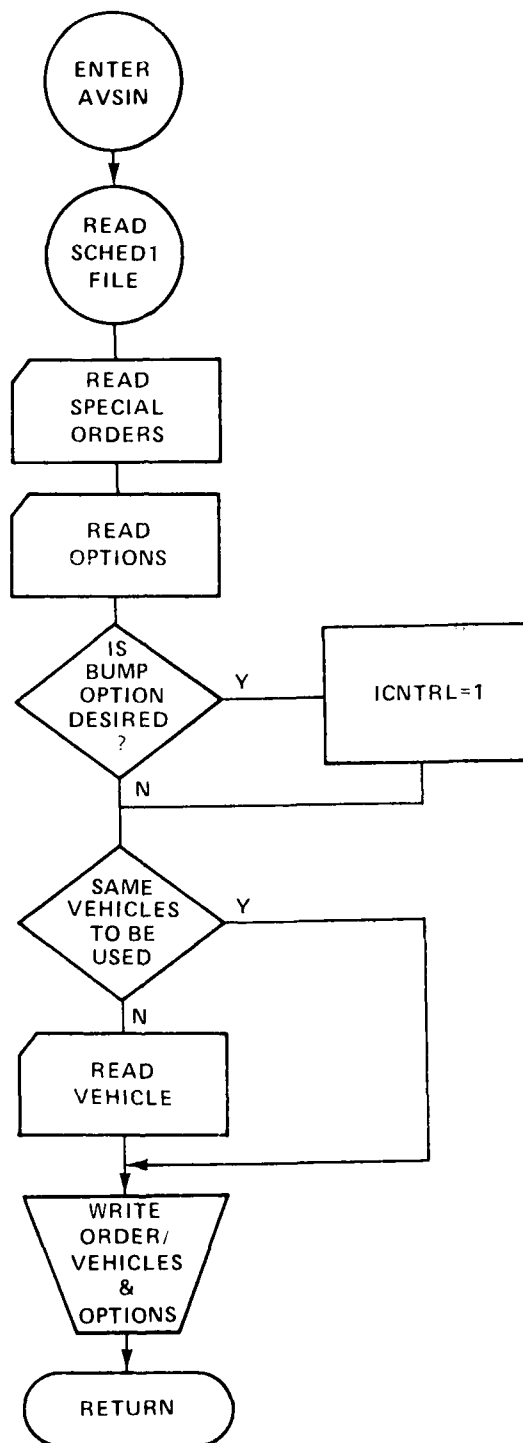 ENTER
AVSIN
READ
SCHED1
FILE
READ
SPECIAL
ORDERS
READ
OPTIONS
IS
BUMP
OPTION
DESIRED
?
Y
ICNTRL=1
N
SAME
VEHICLES
TO BE
USED
Y
N
READ
VEHICLE
WRITE
ORDER/
VEHICLES
&
OPTIONS
RETURN